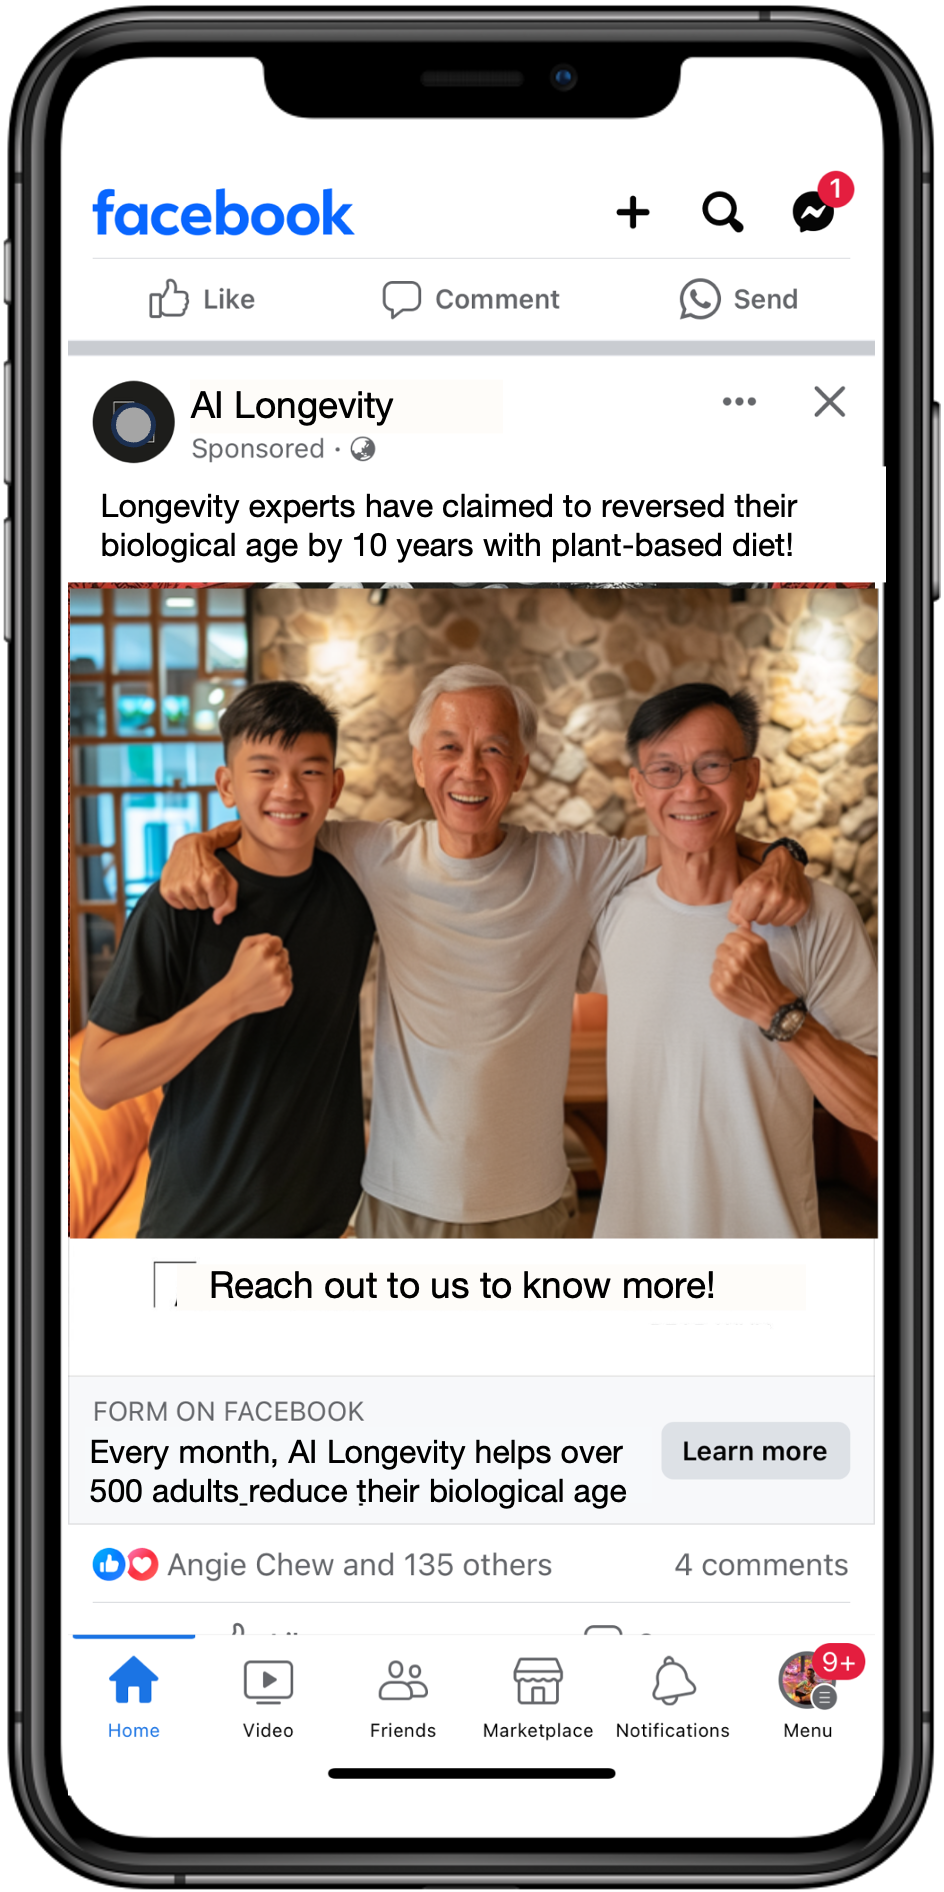 facebook
1
Like
Comment
Send
AI Longevity
Sponsored ·
Longevity experts have claimed to reversed their
biological age by 10 years with plant-based diet!
Reach out to us to know more!
FORM ON FACEBOOK
Every month, AI Longevity helps over
500 adults reduce their biological age
Learn more
Angie Chew and 135 others
4 comments
9+
Home
Video
Friends
Marketplace
Notifications
Menu